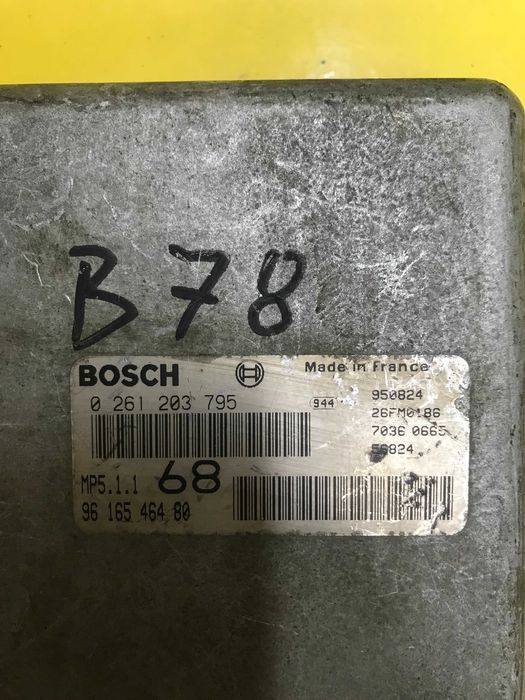 B78
BOSCH Made in France
0 261 203 795 944 950824
26FM0186
7036 0665
56824
MP5.1.1 68
96 165 464 80